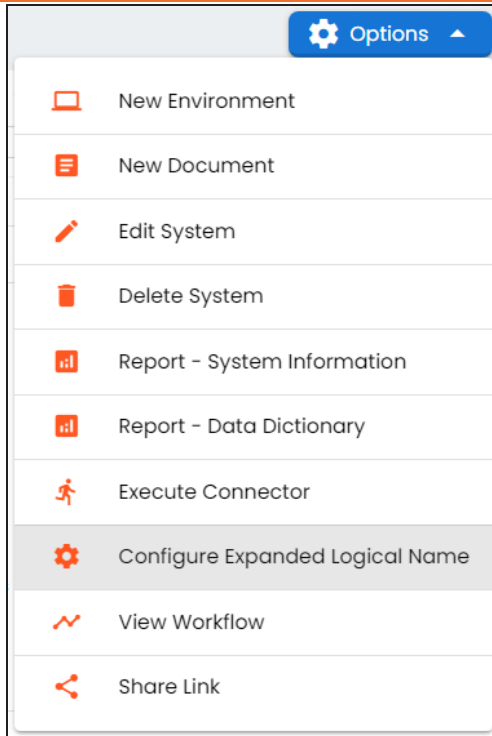 Options
New Environment
New Document
Edit System
Delete System
Report - System Information
Report - Data Dictionary
Execute Connector
Configure Expanded Logical Name
View Workflow
Share Link